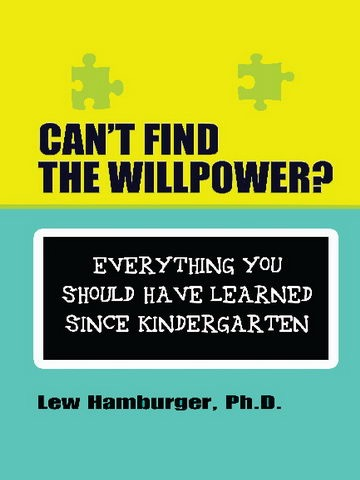 CAN'T FIND
THE WILLPOWER?
EVERYTHING YOU
SHOULD HAVE LEARNED
SINCE KINDERGARTEN
Lew Hamburger, Ph.D.